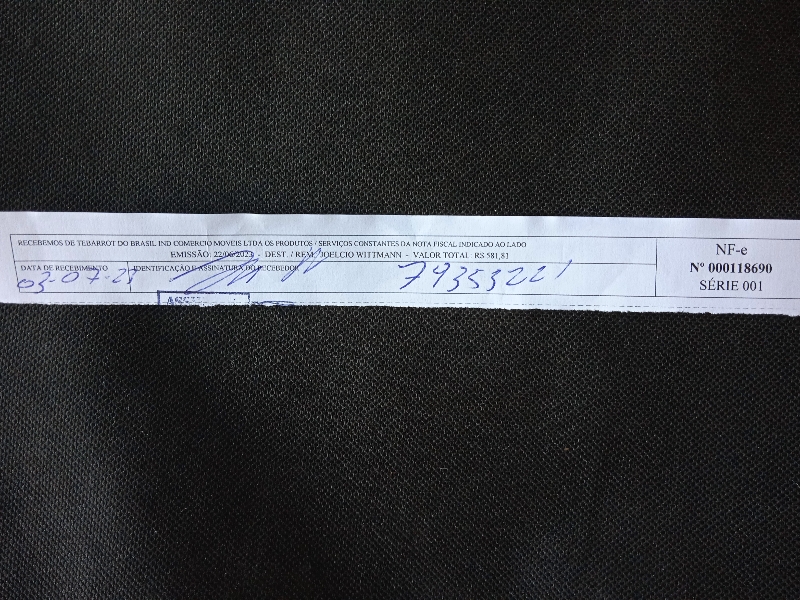 RECEBEMOS DE TEBARROT DO BRASIL IND COMERCIO MOVEIS LTDA OS PRODUTOS / SERVIÇOS CONSTANTES DA NOTA FISCAL INDICADO AO LADO
EMISSÃO: 22/06/2023 - DEST. / REM. JOELCIO WITTMANN - VALOR TOTAL: R$ 581,81
DATA DE RECEBIMENTO
IDENTIFICAÇÃO E ASSINATURA DO RECEBEDOR
03-07-23
79353221
NF-e
Nº 000118690
SÉRIE 001